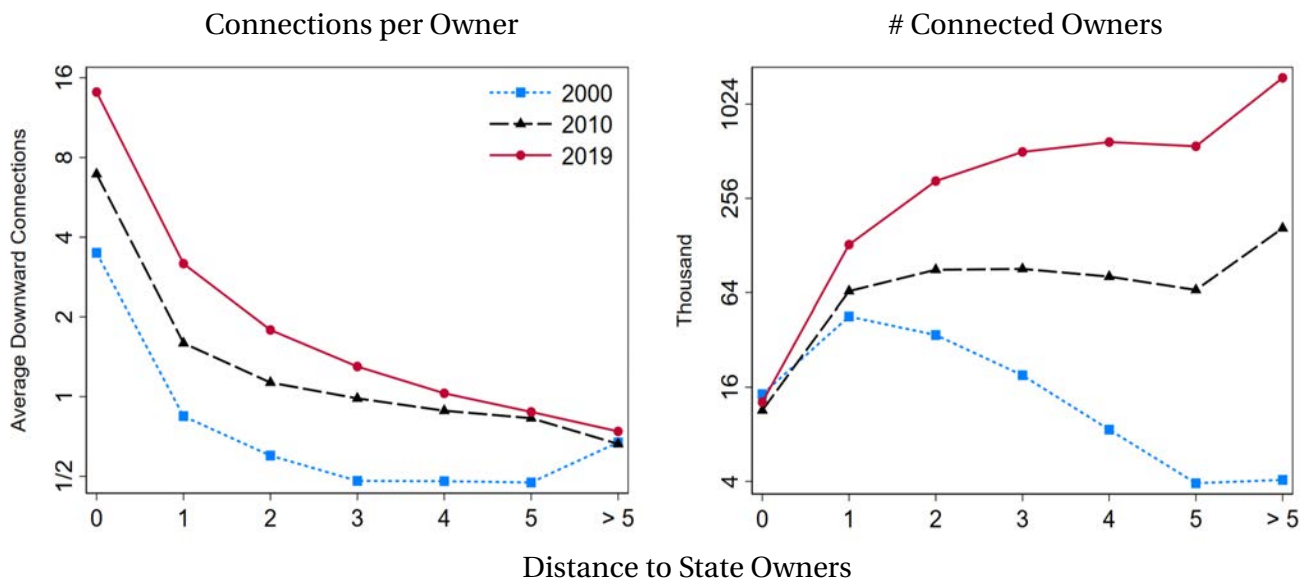 Connections per Owner
Average Downward Connections
16
8
4
2
1
1/2
2000
2010
2019
0 1 2 3 4 5 > 5
# Connected Owners
Thousand
1024
256
64
16
4
0 1 2 3 4 5 > 5
Distance to State Owners